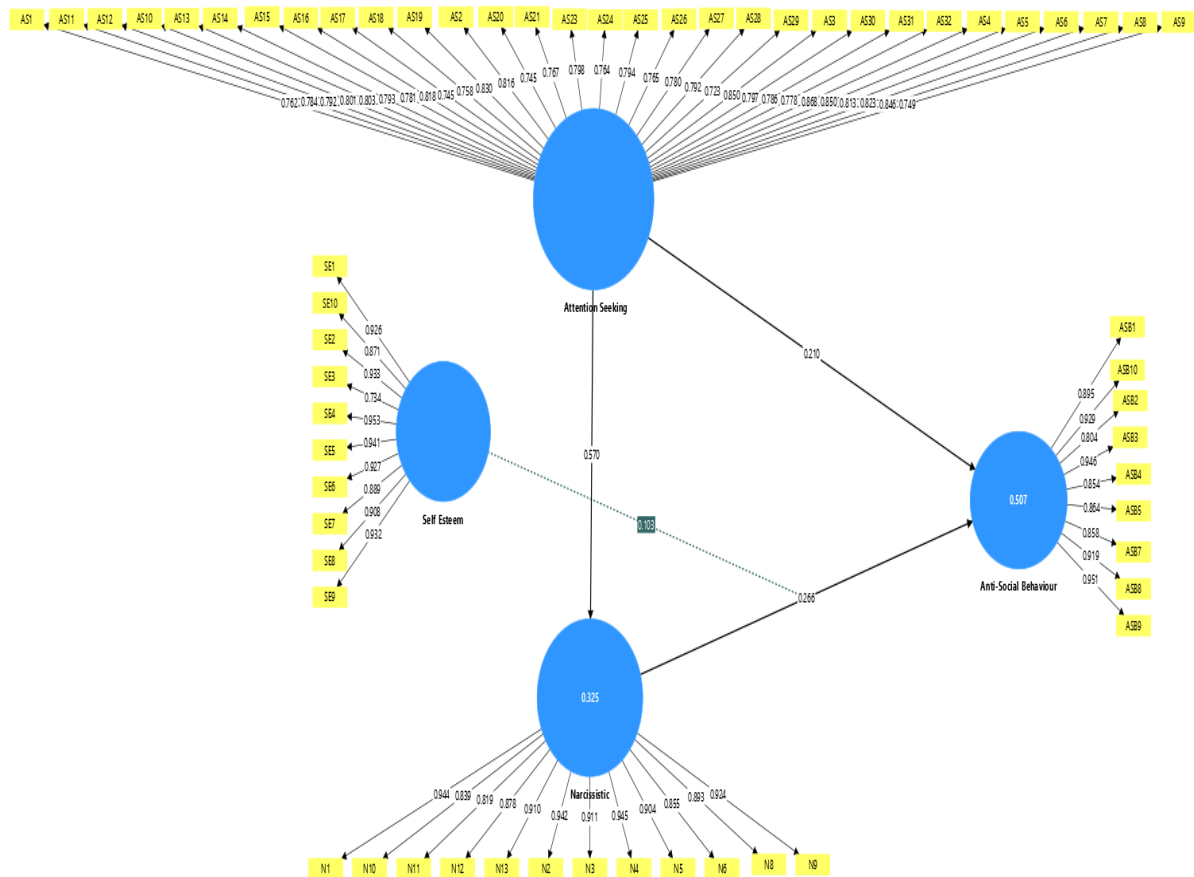 AS1 AS11 AS12 AS10 AS13 AS14 AS15 AS16 AS17 AS18 AS19 AS2 AS20 AS21 AS23 AS24 AS25 AS26 AS27 AS28 AS29 AS3 AS30 AS31 AS32 AS4 AS5 AS6 AS7 AS8 AS9
0.762 0.784 0.792 0.801 0.803 0.793 0.781 0.818 0.745 0.758 0.830 0.816 0.745 0.767 0.798 0.764 0.794 0.765 0.780 0.792 0.723 0.850 0.797 0.786 0.778 0.868 0.850 0.813 0.823 0.846 0.749
Attention Seeking
SE1
SE10
SE2
SE3
SE4
SE5
SE6
SE7
SE8
SE9
0.926
0.871
0.933
0.734
0.953
0.941
0.927
0.889
0.908
0.932
Self Esteem
0.210
0.570
0.103
0.266
ASB1
ASB10
ASB2
ASB3
ASB4
ASB5
ASB7
ASB8
ASB9
0.895
0.929
0.804
0.946
0.854
0.864
0.858
0.919
0.951
0.507
Anti-Social Behaviour
0.325
Narcissistic
0.944 0.839 0.819 0.878 0.910 0.942 0.911 0.945 0.904 0.855 0.893 0.924
N1 N10 N11 N12 N13 N2 N3 N4 N5 N6 N8 N9